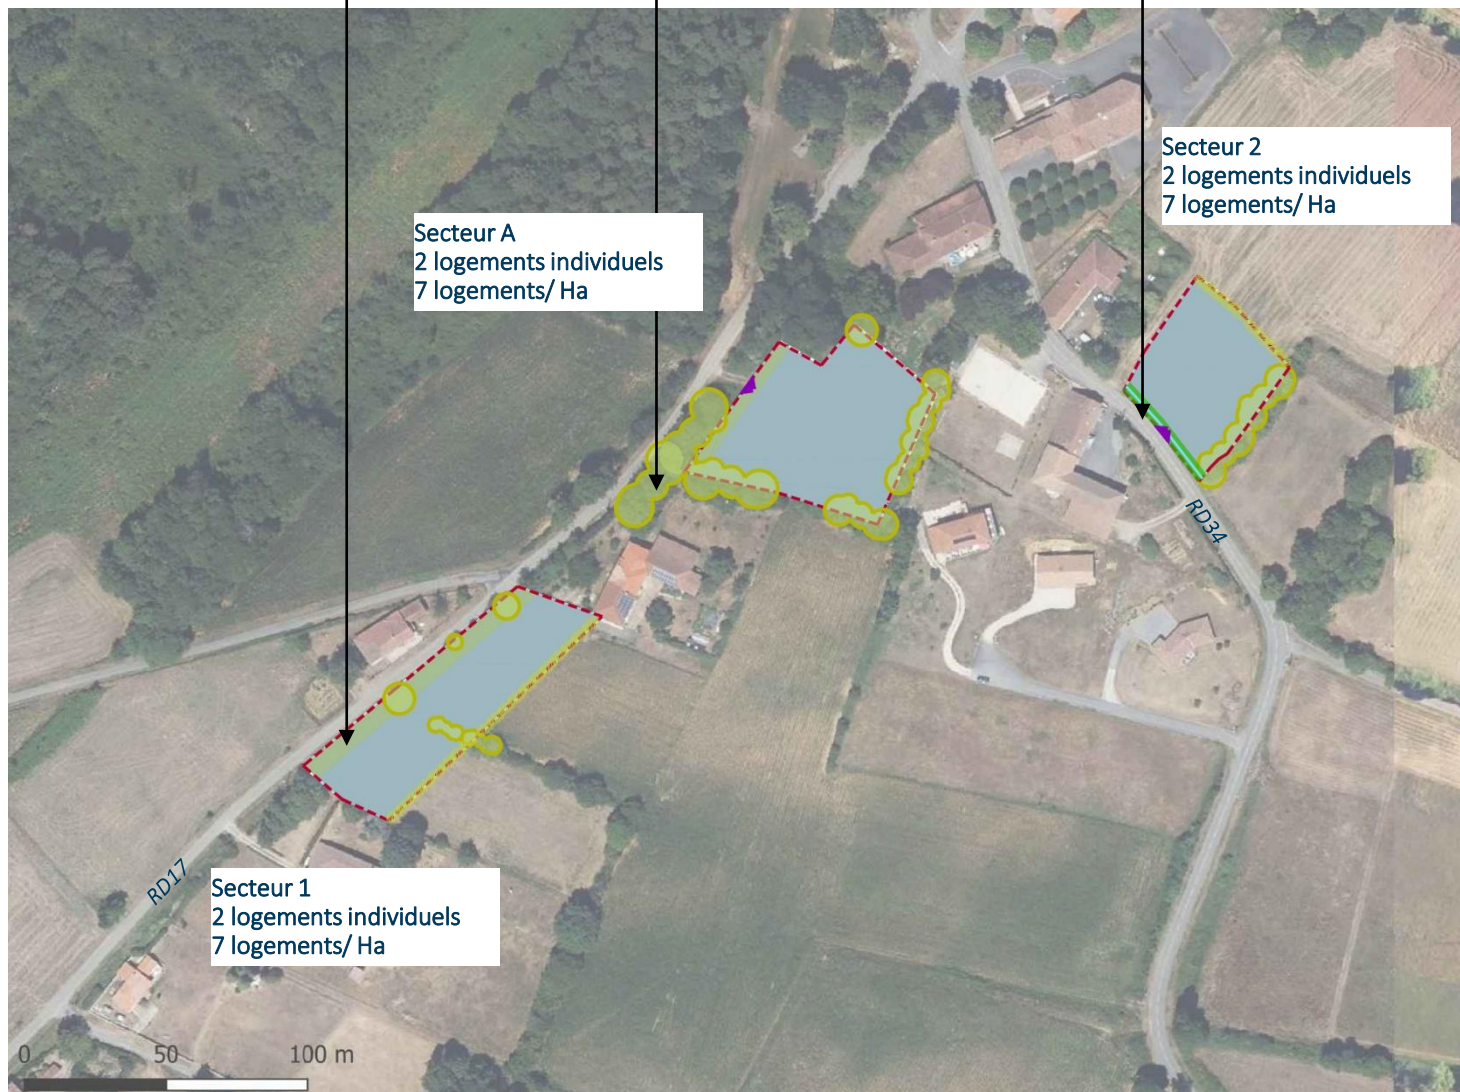 Secteur 2
2 logements individuels
7 logements/ Ha
Secteur A
2 logements individuels
7 logements/ Ha
RD34
RD17
Secteur 1
2 logements individuels
7 logements/ Ha
0 50 100 m